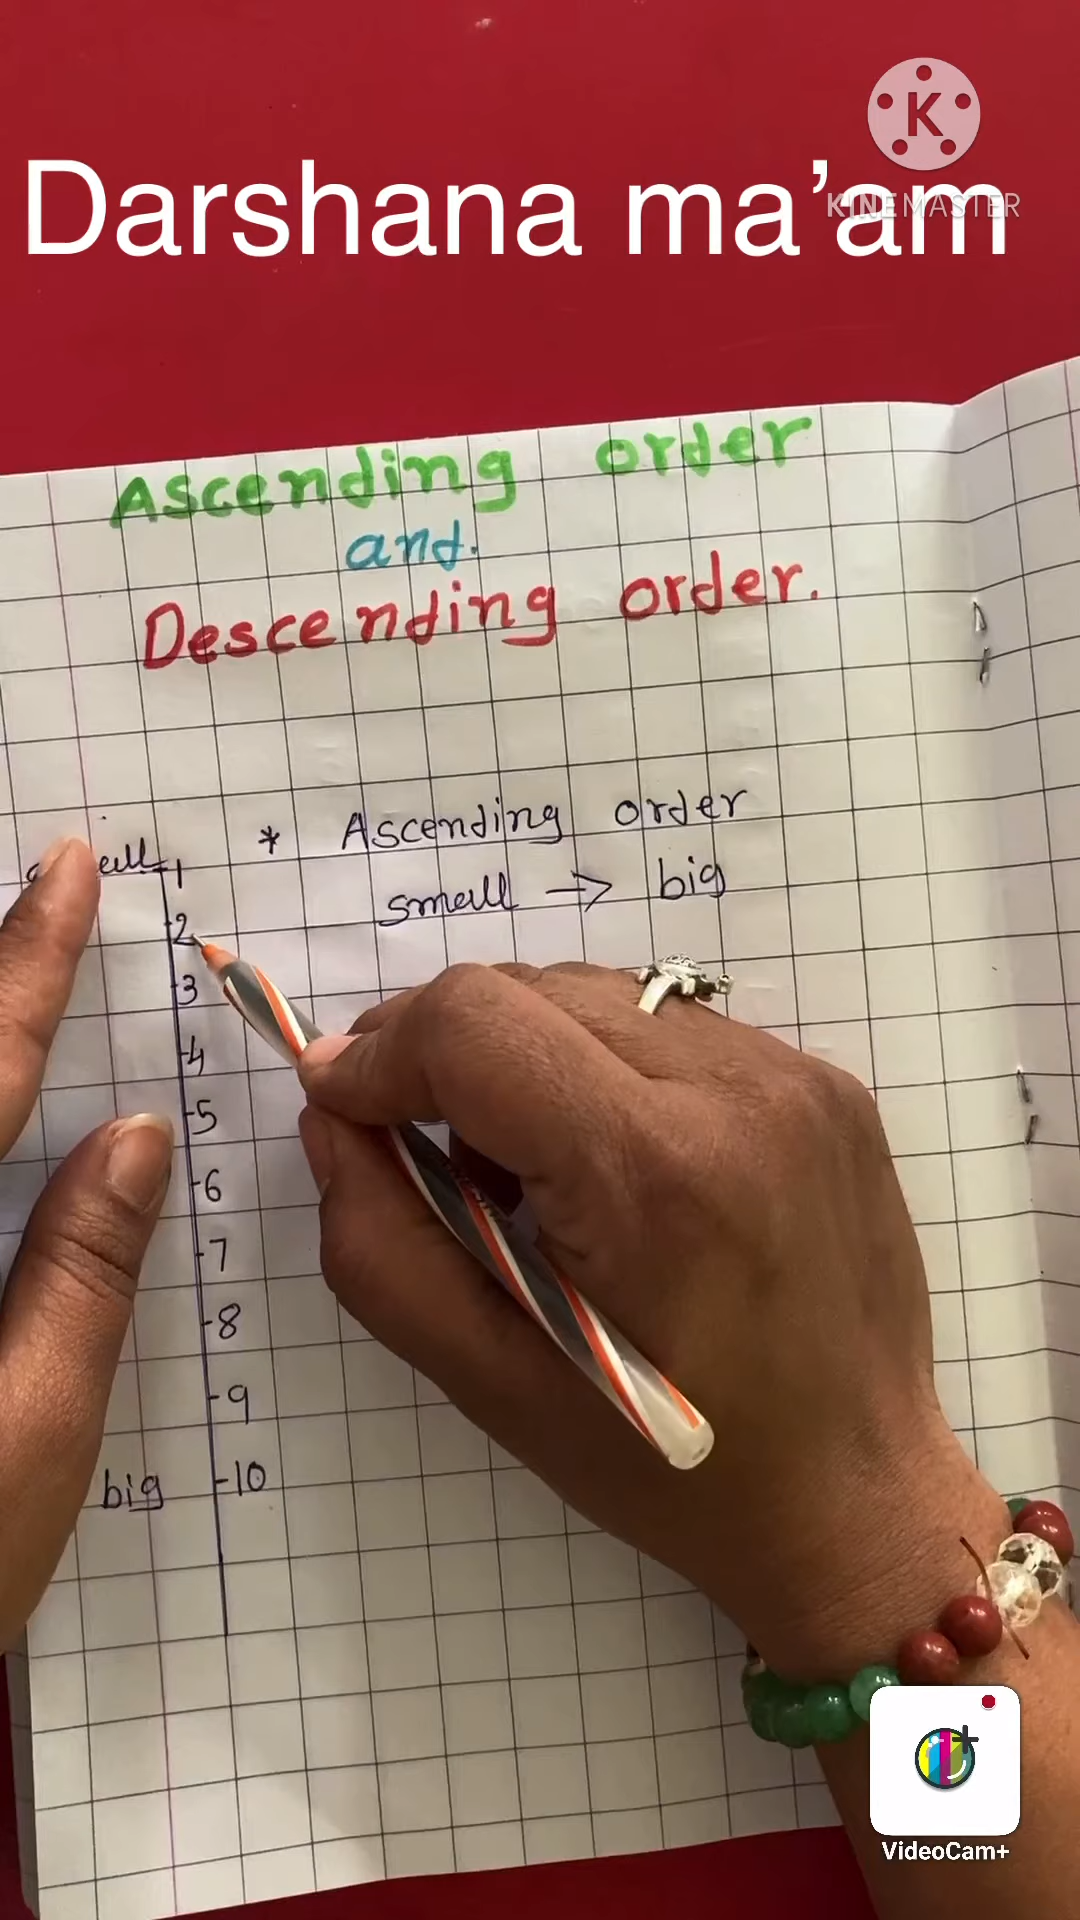 Darshana ma’am
KINEMASTER
Ascending order
and.
Descending order.
* Ascending order
small → big
1
2
3
4
5
6
7
8
9
big 10
VideoCam+